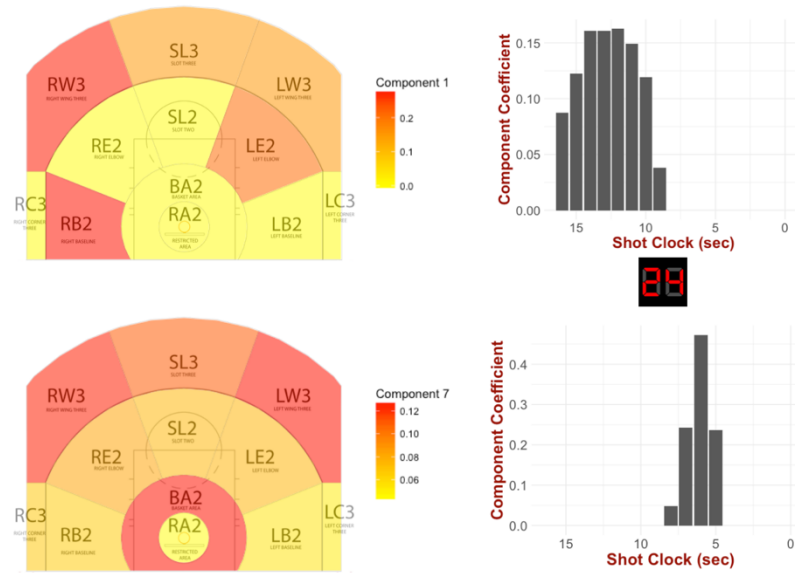 SL3
SLOT THREE
RW3
RIGHT WING THREE
LW3
LEFT WING THREE
SL2
SLOT TWO
RE2
RIGHT ELBOW
LE2
LEFT ELBOW
BA2
BASKET AREA
RC3
RIGHT CORNER
THREE
RB2
RIGHT BASELINE
RA2
RESTRICTED
AREA
LB2
LEFT BASELINE
LC3
LEFT CORNER
THREE
Component 1
0.2
0.1
0.0
Component Coefficient
0.15
0.10
0.05
0.00
15 10 5 0
Shot Clock (sec)
24
SL3
SLOT THREE
RW3
RIGHT WING THREE
LW3
LEFT WING THREE
SL2
SLOT TWO
RE2
RIGHT ELBOW
LE2
LEFT ELBOW
BA2
BASKET AREA
RC3
RIGHT CORNER
THREE
RB2
RIGHT BASELINE
RA2
RESTRICTED
AREA
LB2
LEFT BASELINE
LC3
LEFT CORNER
THREE
Component 7
0.12
0.10
0.08
0.06
Component Coefficient
0.4
0.3
0.2
0.1
0.0
15 10 5 0
Shot Clock (sec)